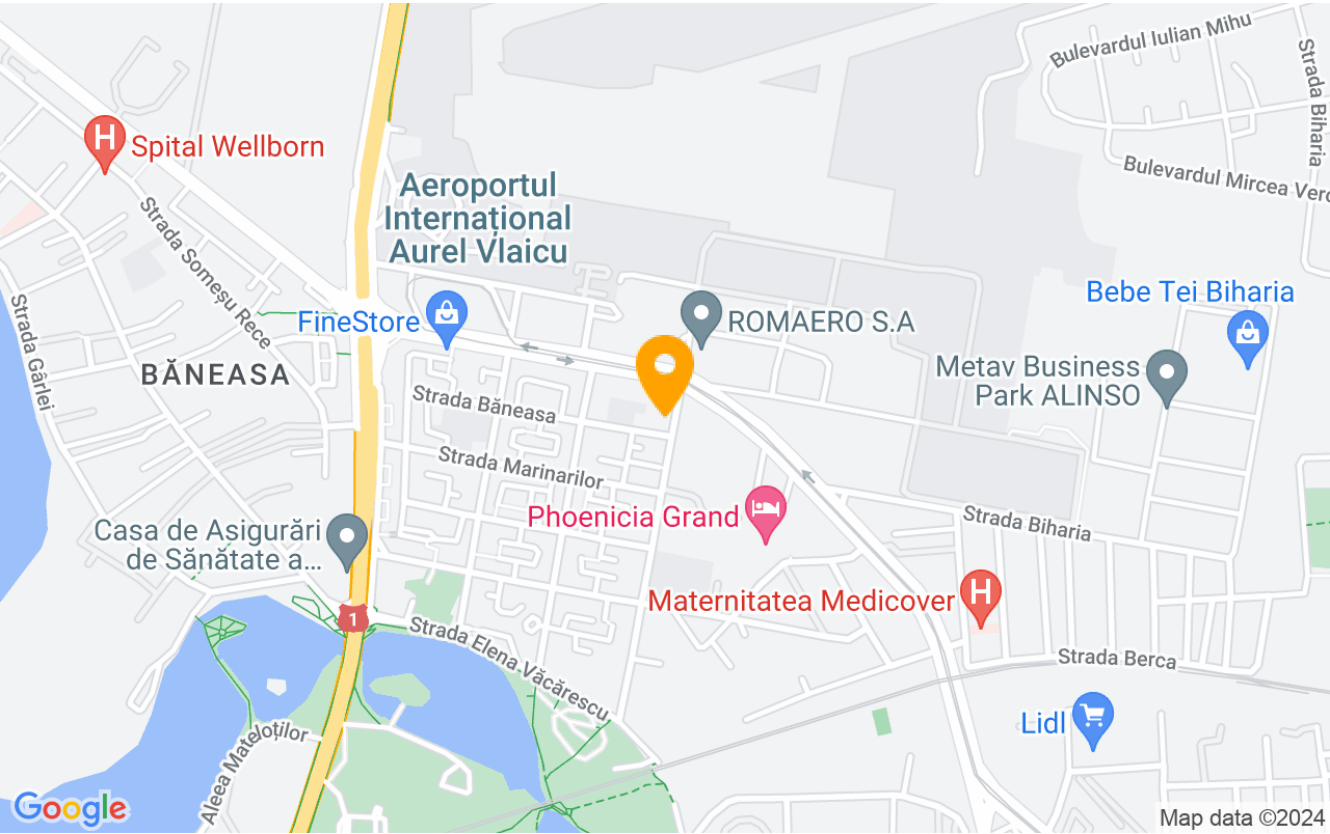 Bulevardul Iulian Mihu
Strada Biharia
H
Spital Wellborn
Bulevardul Mircea Vero
Aeroportul
Internațional
Aurel Vlaicu
Strada Someșu Rece
Strada Gârlei
FineStore
ROMAERO S.A
Bebe Tei Biharia
BĂNEASA
Metav Business
Park ALINSO
Strada Băneasa
Strada Marinarilor
Phoenicia Grand
Strada Biharia
Casa de Asigurări
de Sănătate a...
Maternitatea Medicover
H
1
Strada Elena Văcărescu
Strada Berca
Lidl
Aleea Mateloților
Google
Map data ©2024